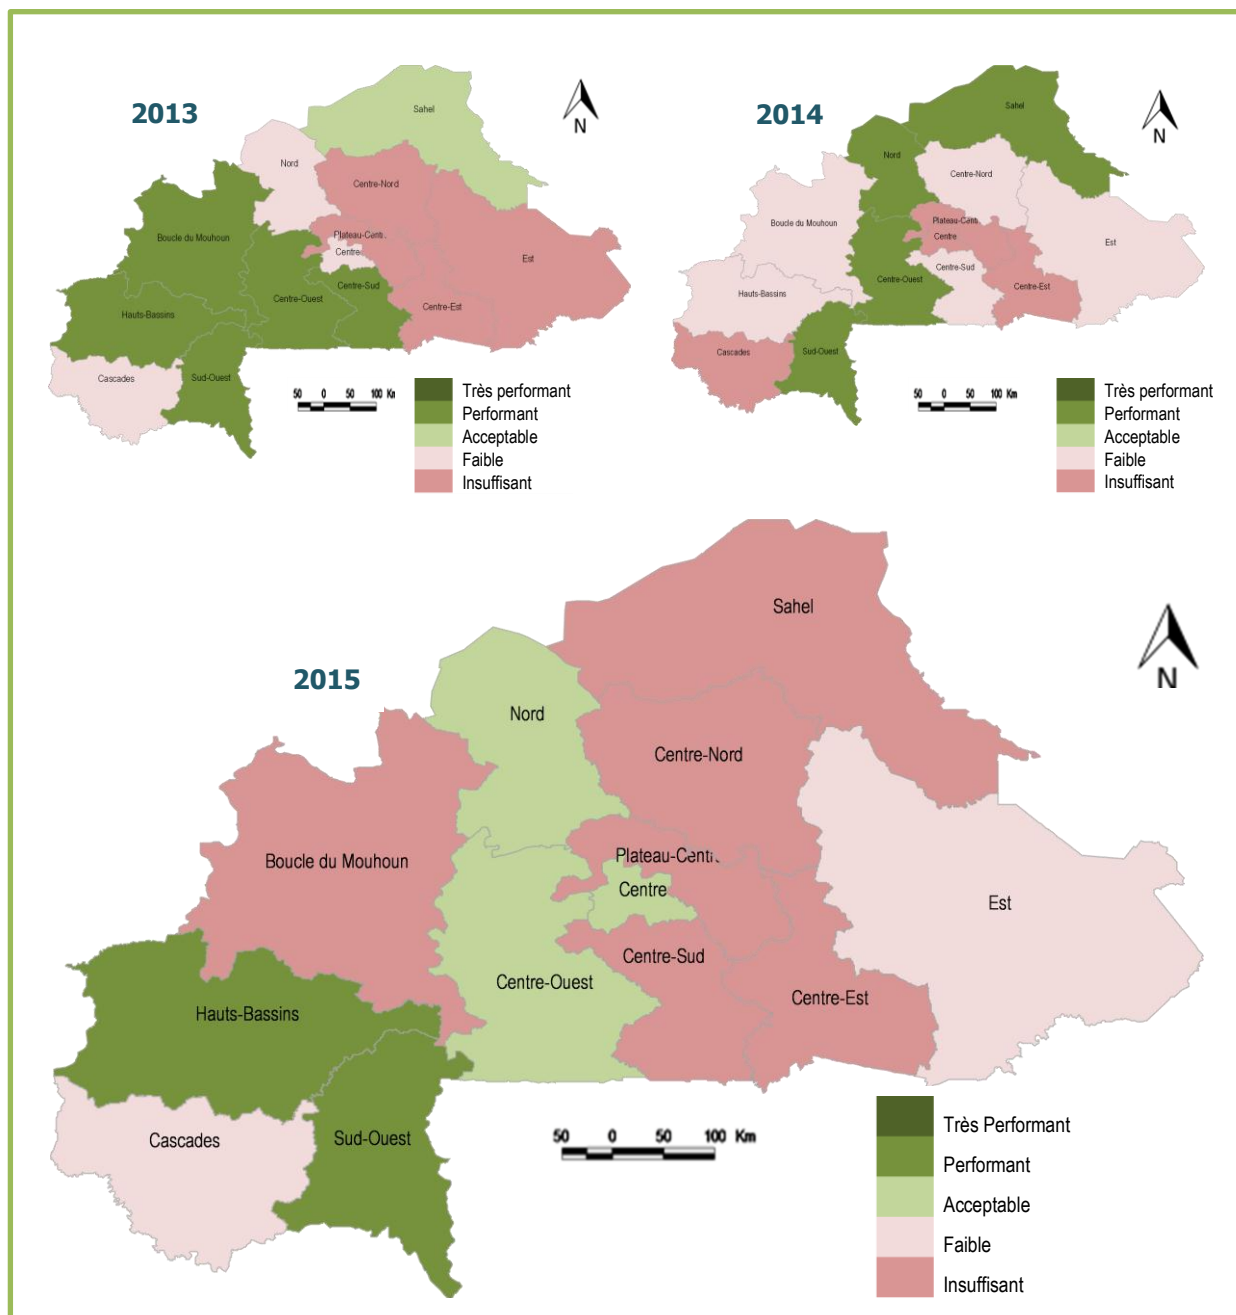 2013
N
Sahel
Nord
Centre-Nord
Boucle du Mouhoun
Plateau-Cent
Centre
Est
Centre-Sud
Centre-Ouest
Centre-Est
Hauts-Bassins
Cascades
Sud-Ouest
50 0 50 100 Km
Très performant
Performant
Acceptable
Faible
Insuffisant
2014
N
Sahel
Nord
Centre-Nord
Boucle du Mouhoun
Plateau-Cent
Centre
Est
Centre-Sud
Centre-Ouest
Centre-Est
Hauts-Bassins
Cascades
Sud-Ouest
50 0 50 100 Km
Très performant
Performant
Acceptable
Faible
Insuffisant
2015
N
Sahel
Nord
Centre-Nord
Boucle du Mouhoun
Plateau-Cent
Centre
Est
Centre-Sud
Centre-Ouest
Centre-Est
Hauts-Bassins
Cascades
Sud-Ouest
50 0 50 100 Km
Très Performant
Performant
Acceptable
Faible
Insuffisant